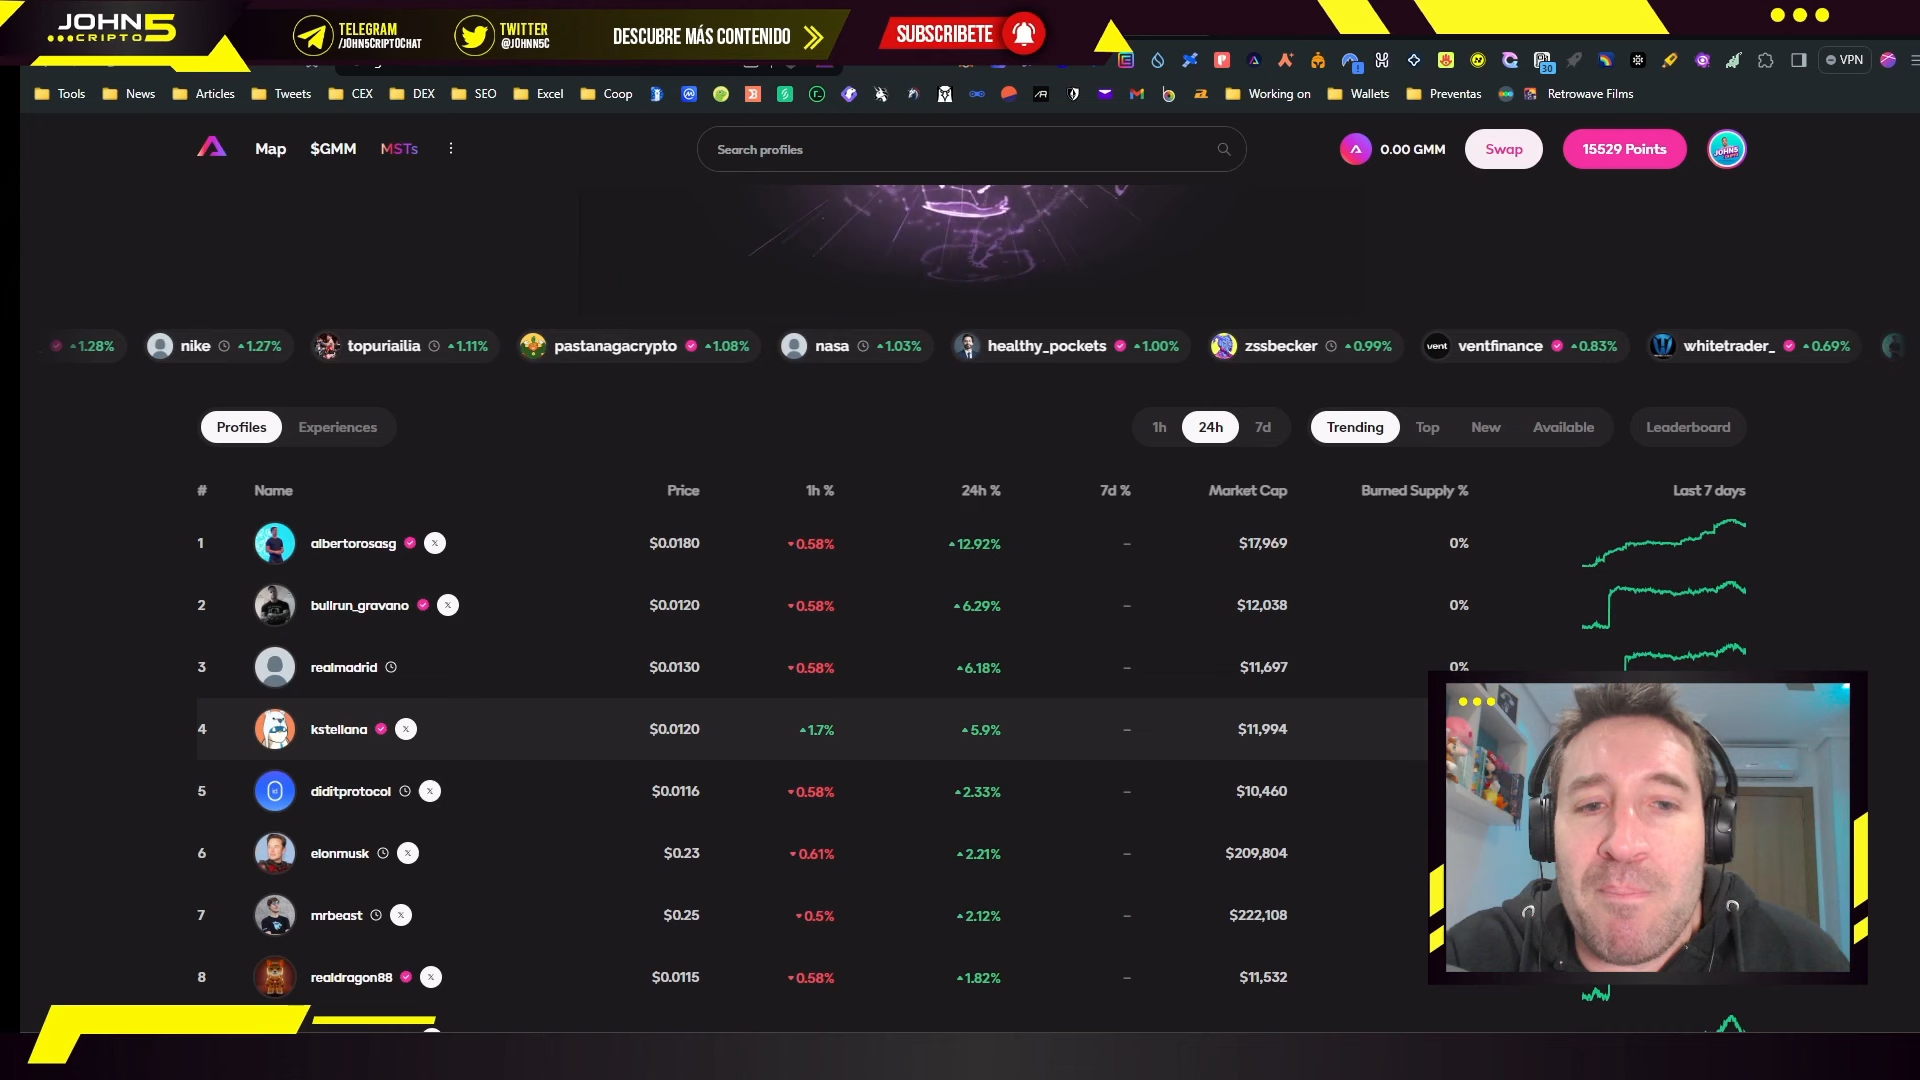 JOHN 5
CRIPTO
TELEGRAM
/JOHN5CRIPTOCHAT
TWITTER
@J0HNN5C
DESCUBRE MÁS CONTENIDO
SUBSCRIBETE
30
VPN
Tools
News
Articles
Tweets
CEX
DEX
SEO
Excel
Coop
Working on
Wallets
Preventas
Retrowave Films
Map
$GMM
MSTs
Search profiles
0.00 GMM
Swap
15529 Points
1.28%
nike 1.27%
topuriailia 1.11%
pastanagacrypto 1.08%
nasa 1.03%
healthy_pockets 1.00%
zssbecker 0.99%
vent ventfinance 0.83%
whitetrader_ 0.69%
Profiles
Experiences
1h
24h
7d
Trending
Top
New
Available
Leaderboard
# Name Price 1h % 24h % 7d % Market Cap Burned Supply % Last 7 days
1 albertorosasg $0.0180 0.58% 12.92% – $17,969 0%
2 bullrun_gravano $0.0120 0.58% 6.29% – $12,038 0%
3 realmadrid $0.0130 0.58% 6.18% – $11,697 0%
4 kstellana $0.0120 1.7% 5.9% – $11,994
5 diditprotocol $0.0116 0.58% 2.33% – $10,460
6 elonmusk $0.23 0.61% 2.21% – $209,804
7 mrbeast $0.25 0.5% 2.12% – $222,108
8 realdragon88 $0.0115 0.58% 1.82% – $11,532